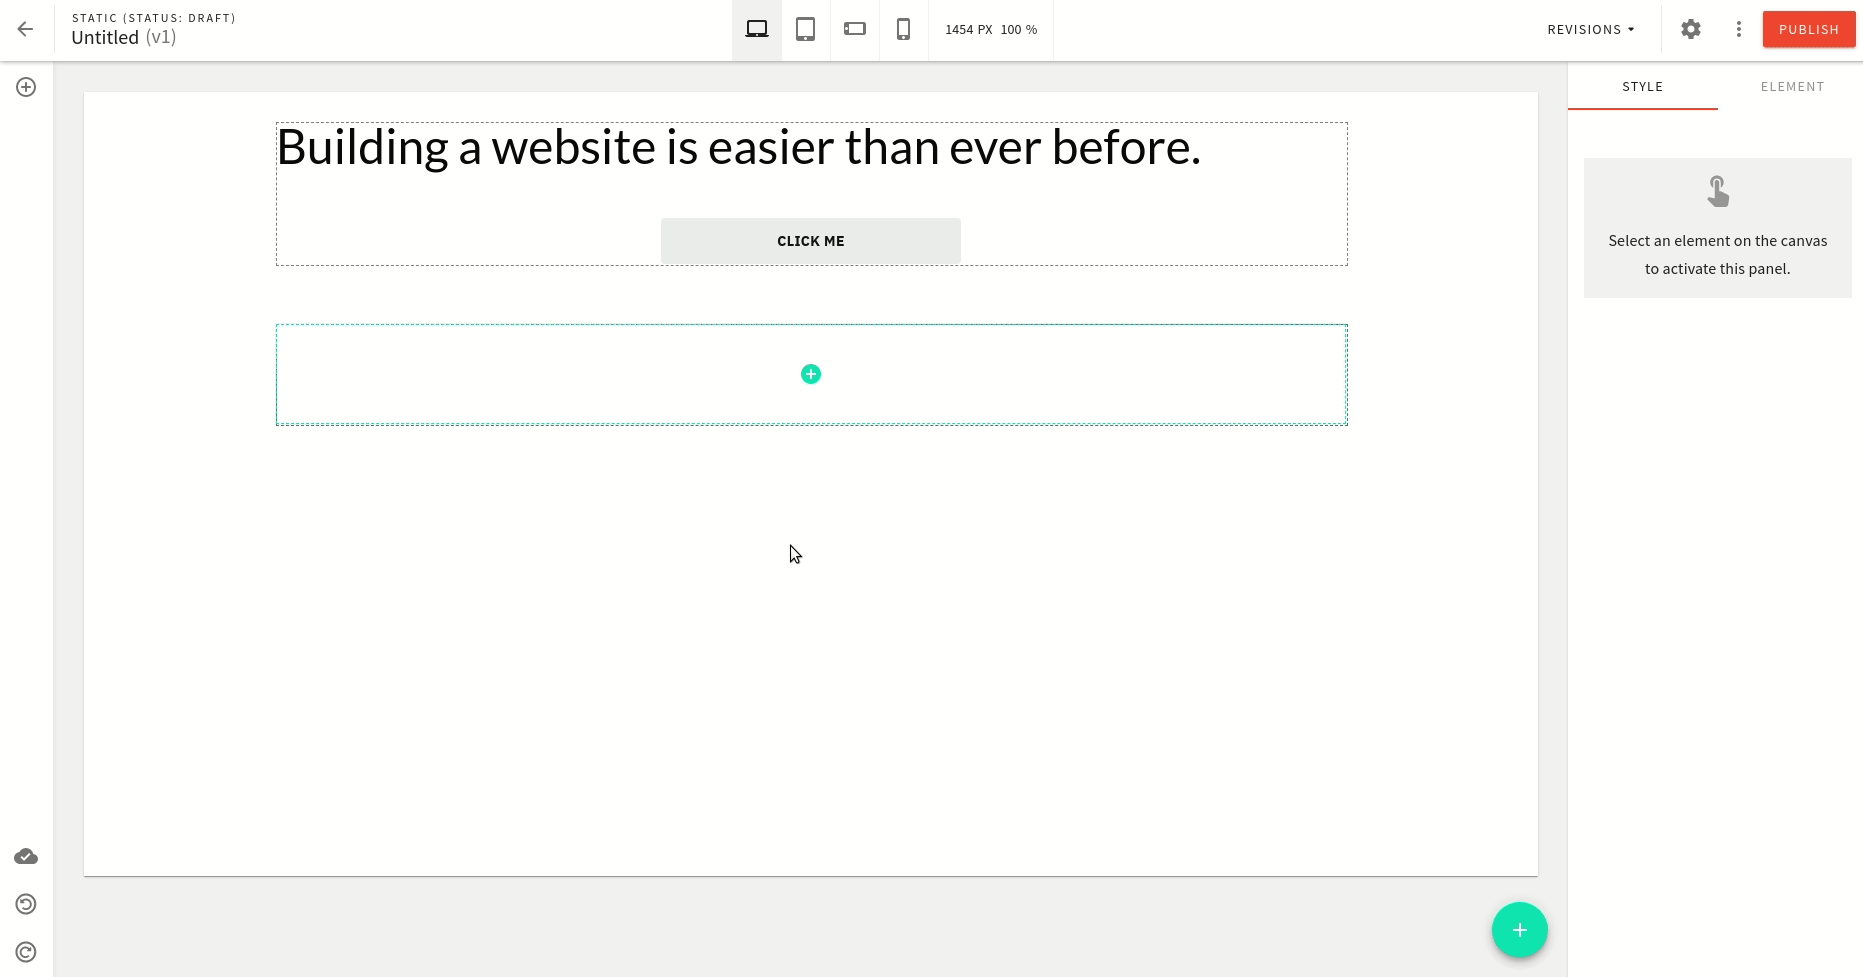 STATIC (STATUS: DRAFT)
Untitled (v1)
1454 PX 100 %
REVISIONS
PUBLISH
STYLE
ELEMENT
Building a website is easier than ever before.
CLICK ME
Select an element on the canvas
to activate this panel.